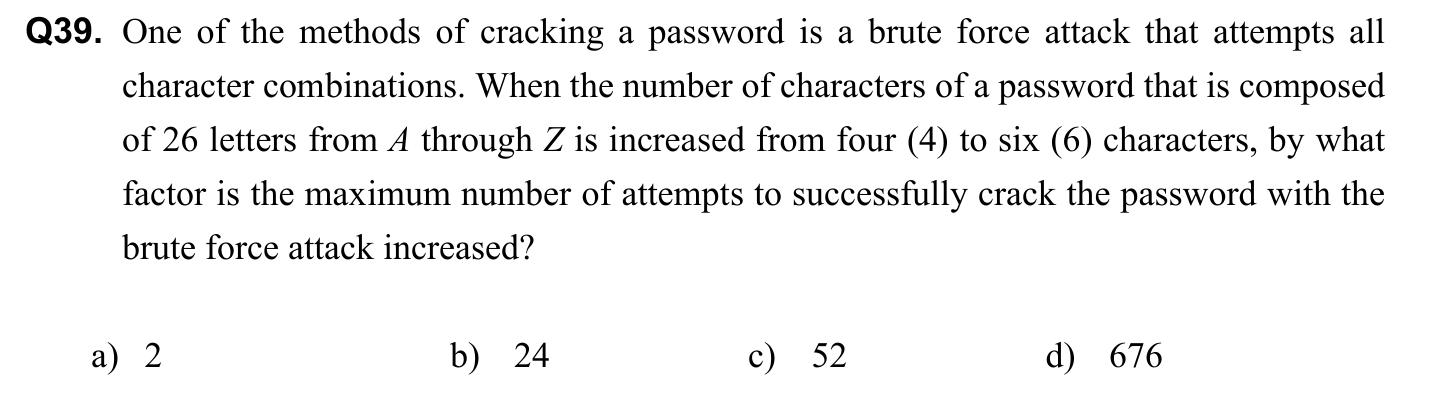 Q39. One of the methods of cracking a password is a brute force attack that attempts all
character combinations. When the number of characters of a password that is composed
of 26 letters from A through Z is increased from four (4) to six (6) characters, by what
factor is the maximum number of attempts to successfully crack the password with the
brute force attack increased?
a) 2 b) 24 c) 52 d) 676